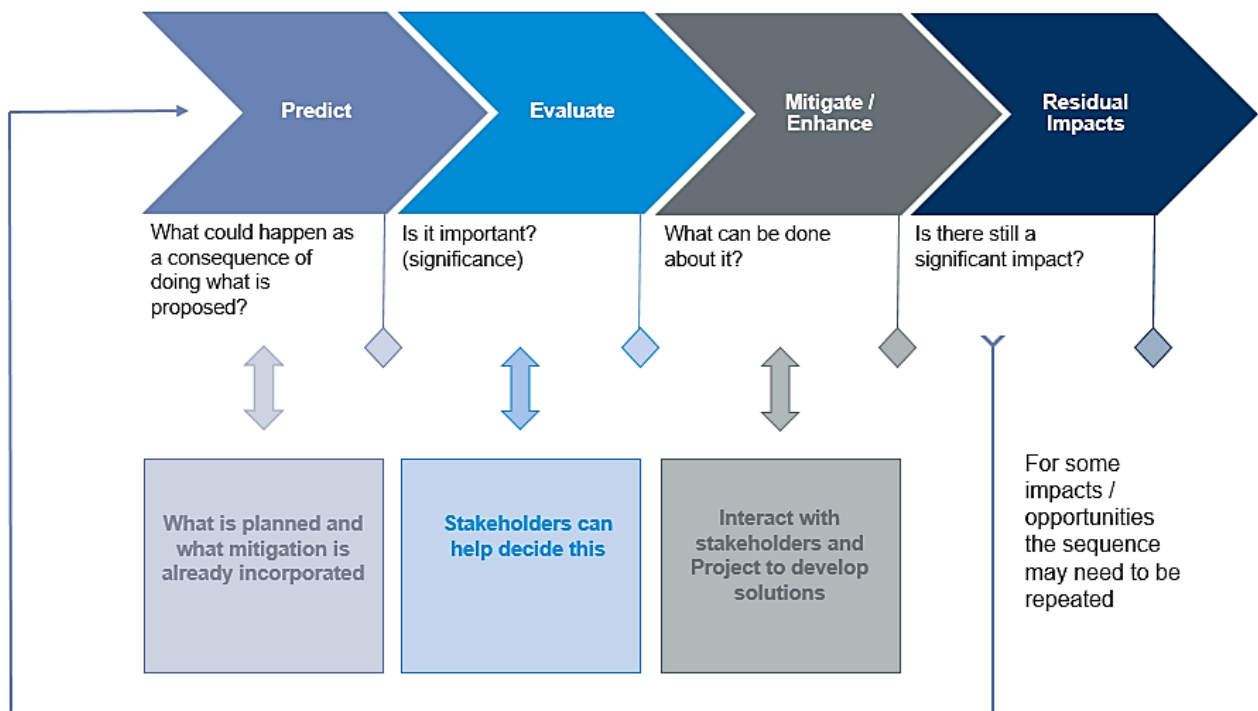 Predict
Evaluate
Mitigate /
Enhance
Residual
Impacts
What could happen as
a consequence of
doing what is
proposed?
Is it important?
(significance)
What can be done
about it?
Is there still a
significant impact?
What is planned and
what mitigation is
already incorporated
Stakeholders can
help decide this
Interact with
stakeholders and
Project to develop
solutions
For some
impacts /
opportunities
the sequence
may need to be
repeated